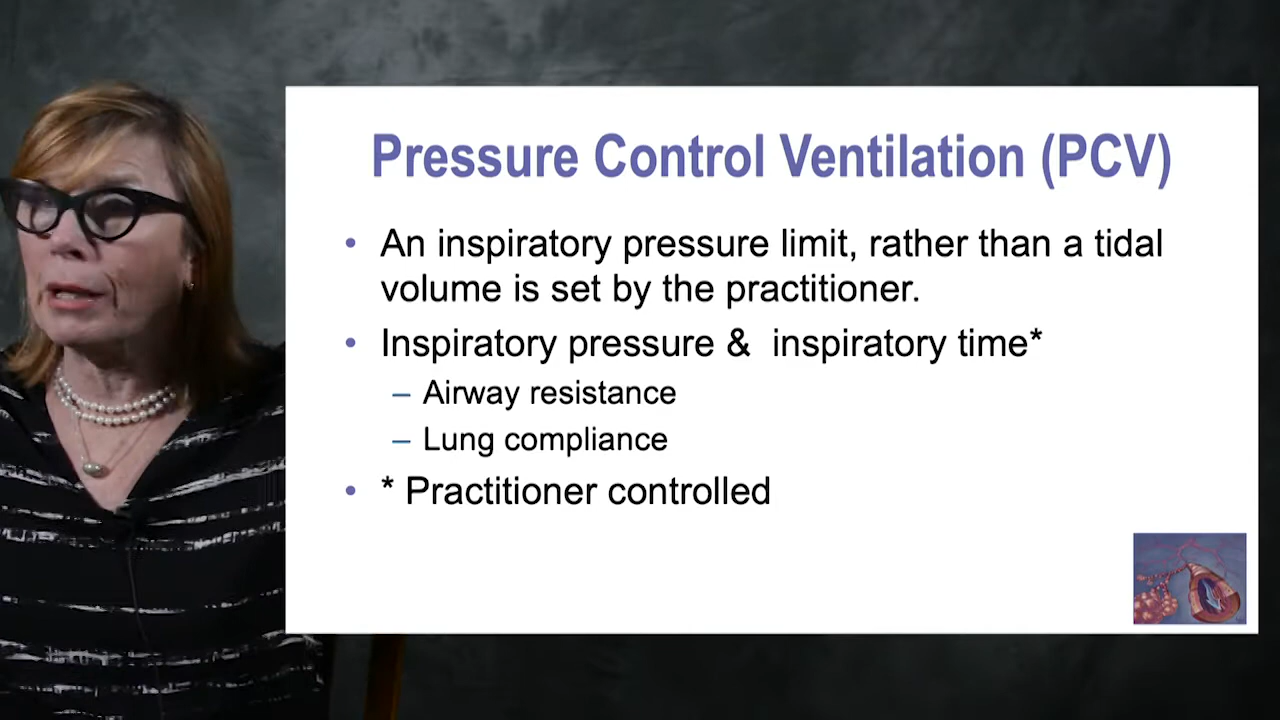 Pressure Control Ventilation (PCV)
• An inspiratory pressure limit, rather than a tidal
volume is set by the practitioner.
• Inspiratory pressure & inspiratory time*
– Airway resistance
– Lung compliance
• * Practitioner controlled